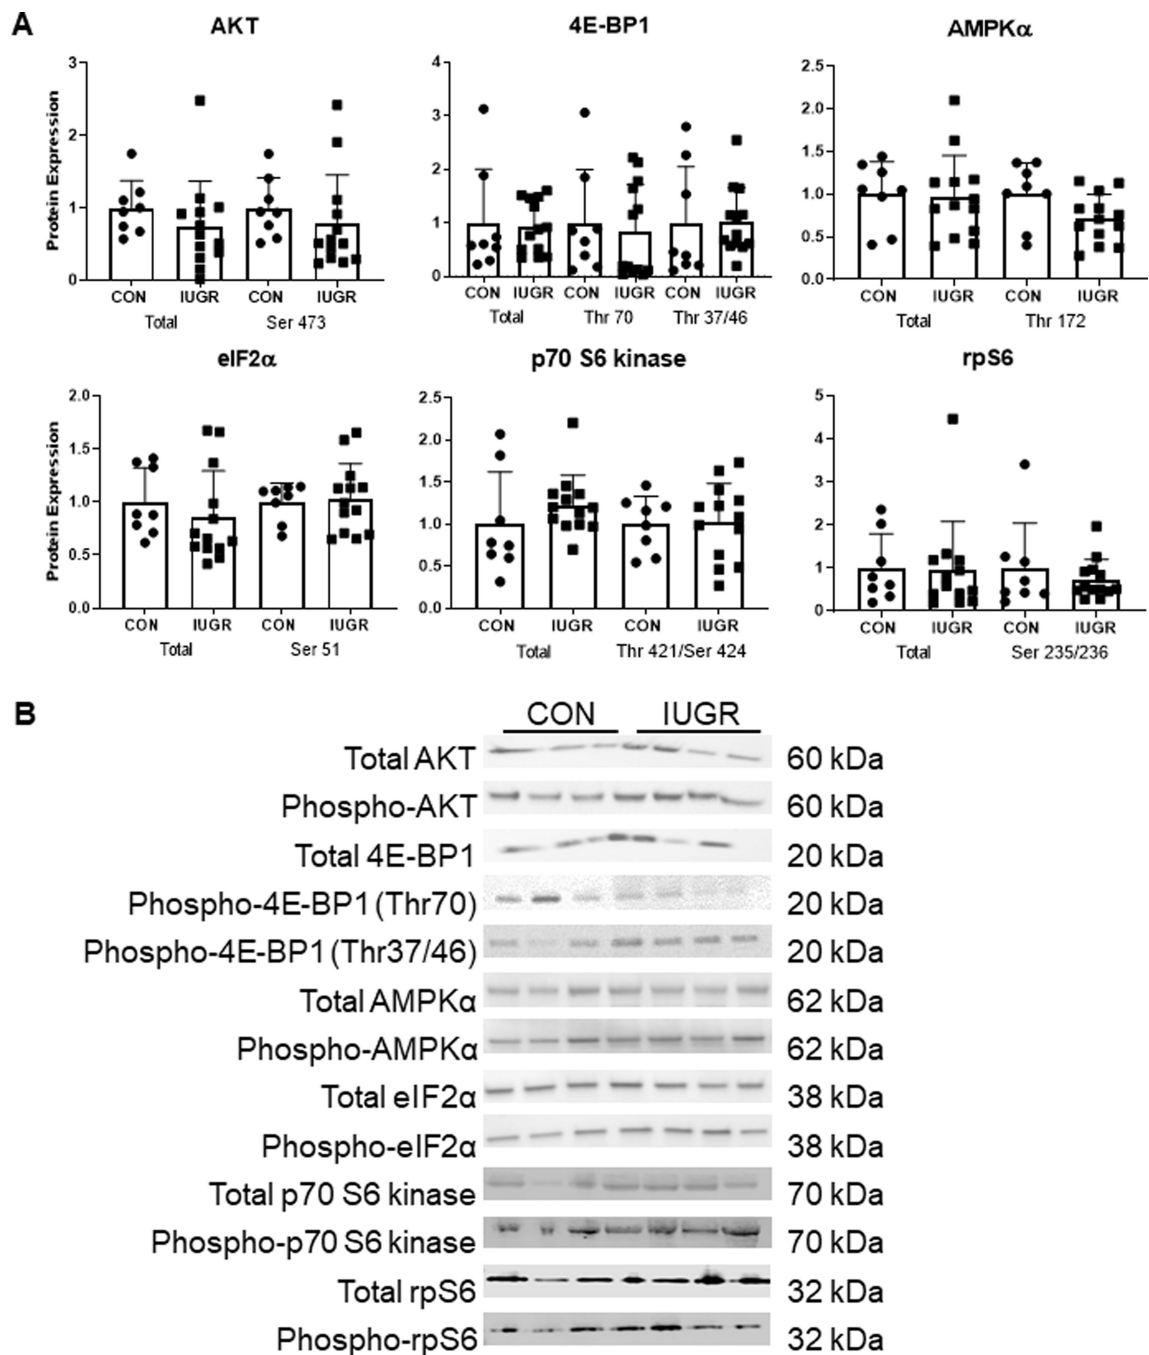 A
AKT
4E-BP1
AMPKα
Protein Expression
3
2
1
0
CON IUGR CON IUGR
Total Ser 473
4
3
2
1
0
CON IUGR CON IUGR CON IUGR
Total Thr 70 Thr 37/46
2.5
2.0
1.5
1.0
0.5
0.0
CON IUGR CON IUGR
Total Thr 172
eIF2α
p70 S6 kinase
rpS6
Protein Expression
2.0
1.5
1.0
0.5
0.0
CON IUGR CON IUGR
Total Ser 51
2.5
2.0
1.5
1.0
0.5
0.0
CON IUGR CON IUGR
Total Thr 421/Ser 424
5
4
3
2
1
0
CON IUGR CON IUGR
Total Ser 235/236
B
CON IUGR
Total AKT 60 kDa
Phospho-AKT 60 kDa
Total 4E-BP1 20 kDa
Phospho-4E-BP1 (Thr70) 20 kDa
Phospho-4E-BP1 (Thr37/46) 20 kDa
Total AMPKα 62 kDa
Phospho-AMPKα 62 kDa
Total eIF2α 38 kDa
Phospho-eIF2α 38 kDa
Total p70 S6 kinase 70 kDa
Phospho-p70 S6 kinase 70 kDa
Total rpS6 32 kDa
Phospho-rpS6 32 kDa